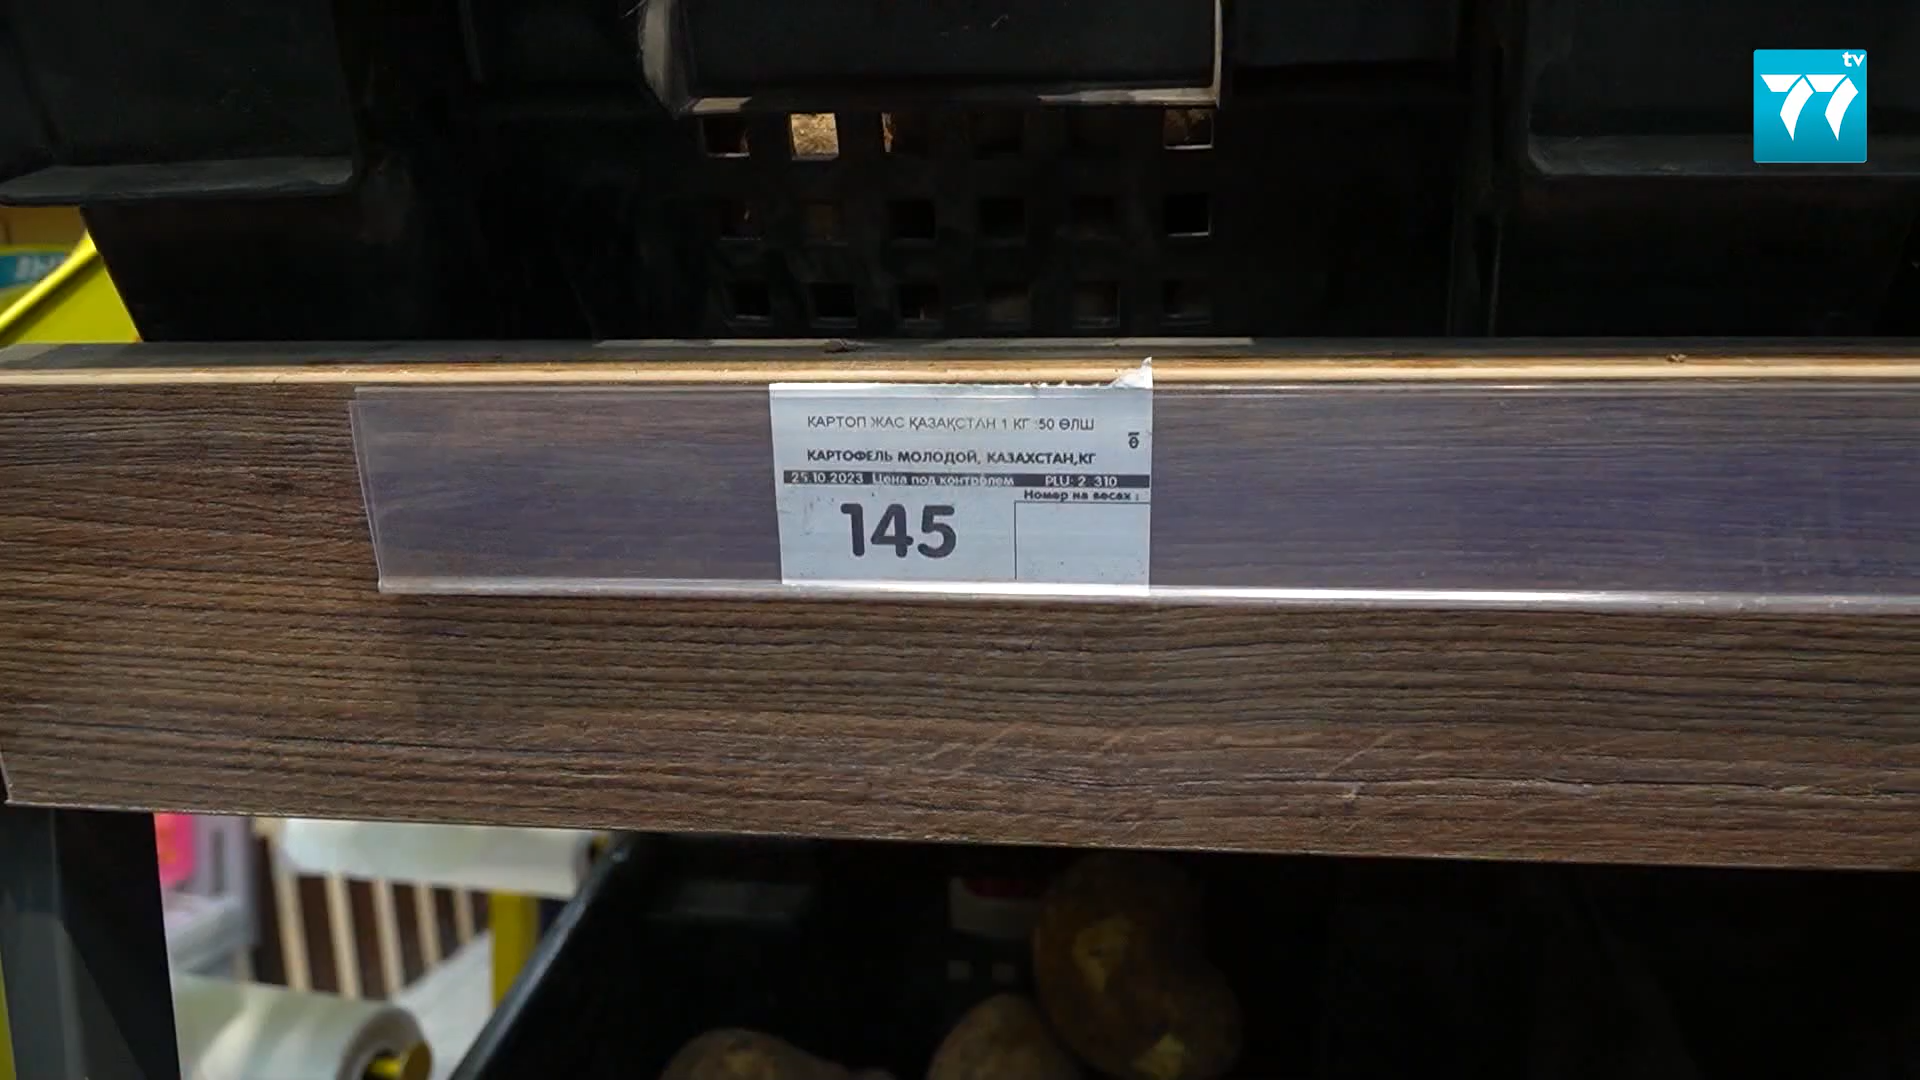 tv
77
КАРТОП ЖАС ҚАЗАҚСТАН 1 КГ :50 ӨЛШ
ө
КАРТОФЕЛЬ МОЛОДОЙ, КАЗАХСТАН,КГ
25.10.2023 Цена под контролем PLU: 2 310
Номер на весах :
145